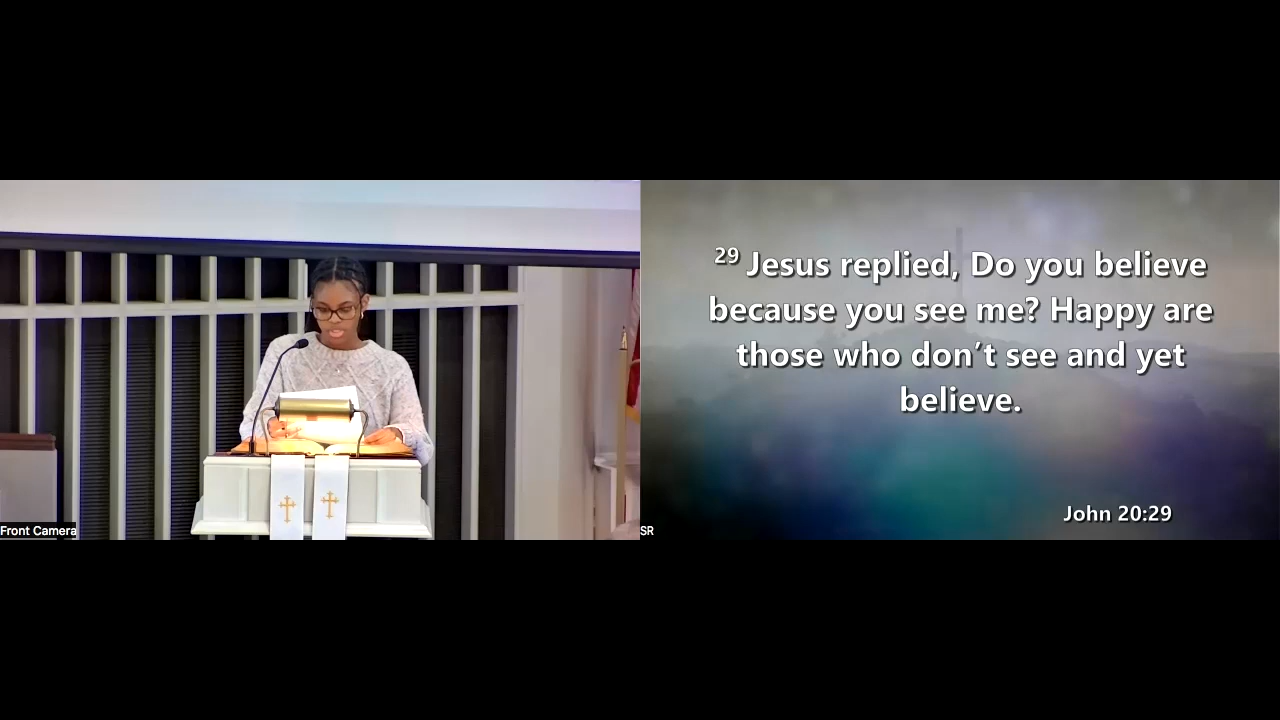 29 Jesus replied, Do you believe
because you see me? Happy are
those who don’t see and yet
believe.
John 20:29
Front Camera
SR